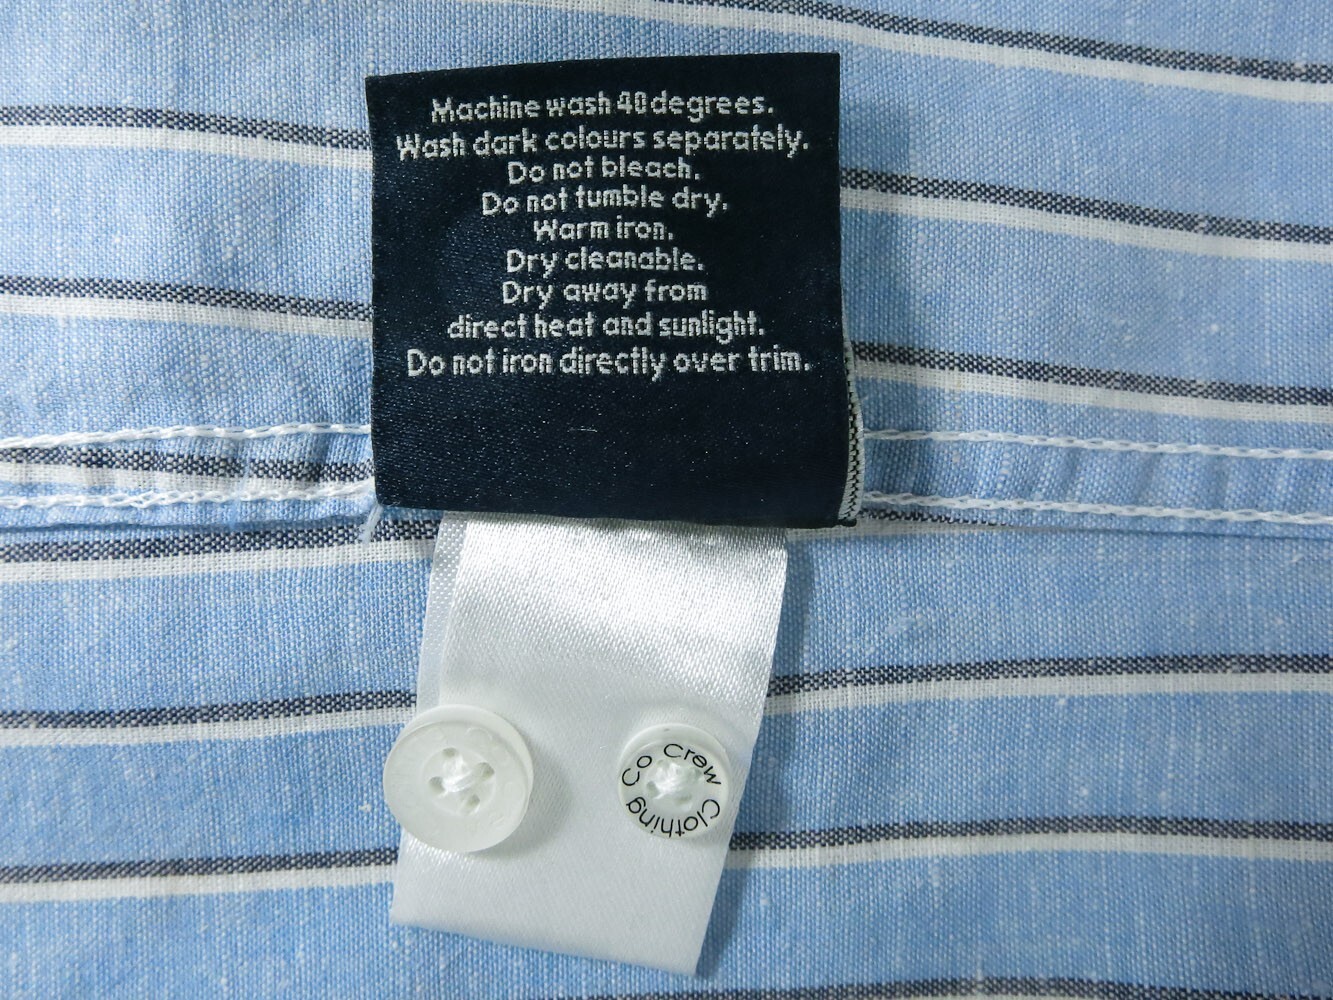 Machine wash 40 degrees.
Wash dark colours separately.
Do not bleach.
Do not tumble dry.
Warm iron.
Dry cleanable.
Dry away from
direct heat and sunlight.
Do not iron directly over trim.
Crew Clothing Co